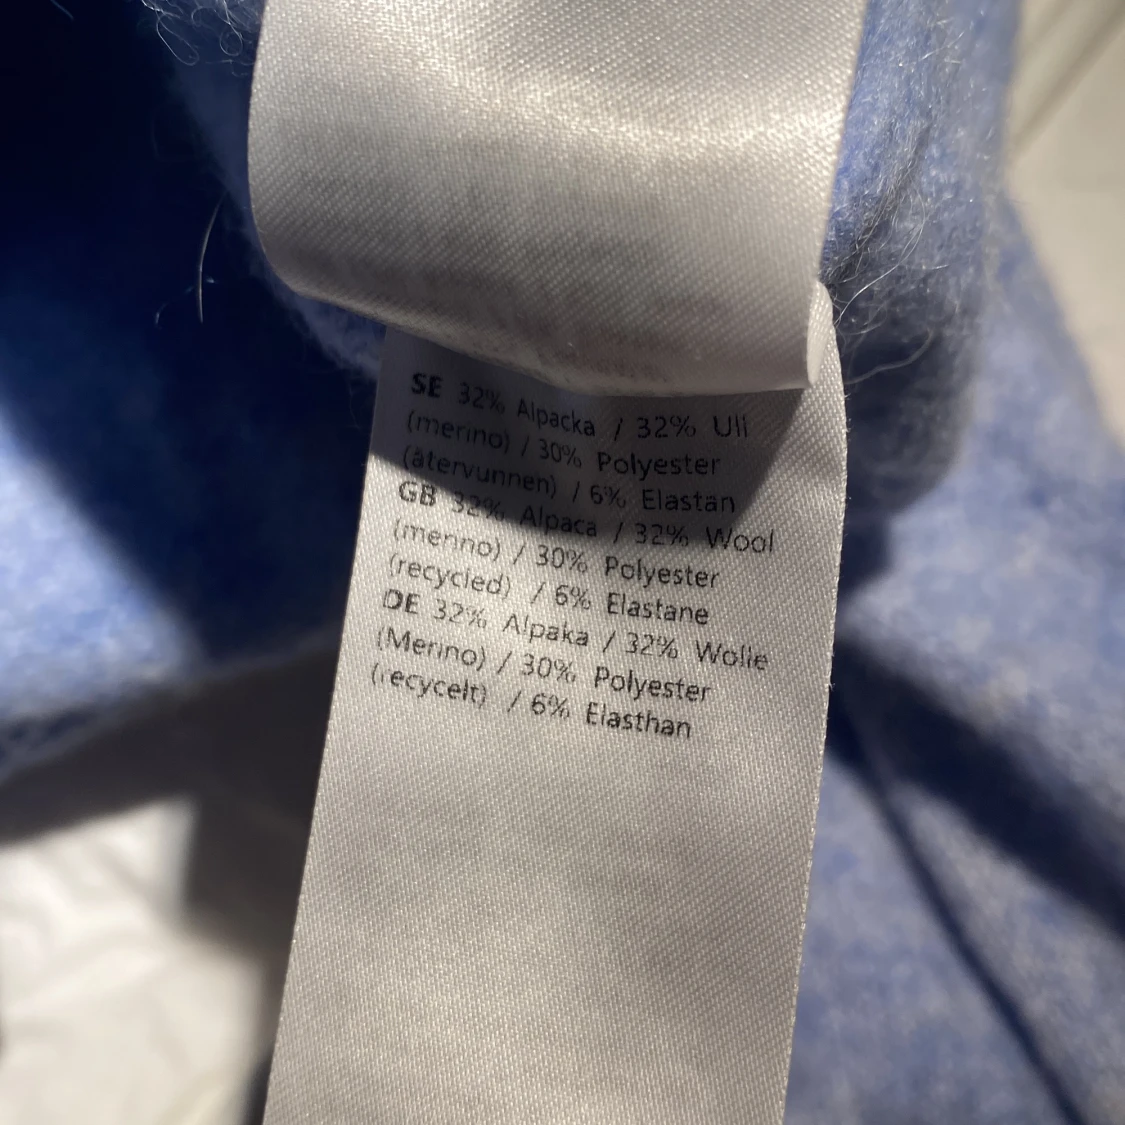 SE 32% Alpacka / 32% Ull
(merino) / 30% Polyester
(återvunnen) / 6% Elastan
GB 32% Alpaca / 32% Wool
(merino) / 30% Polyester
(recycled) / 6% Elastane
DE 32% Alpaka / 32% Wolle
(Merino) / 30% Polyester
(recycelt) / 6% Elasthan